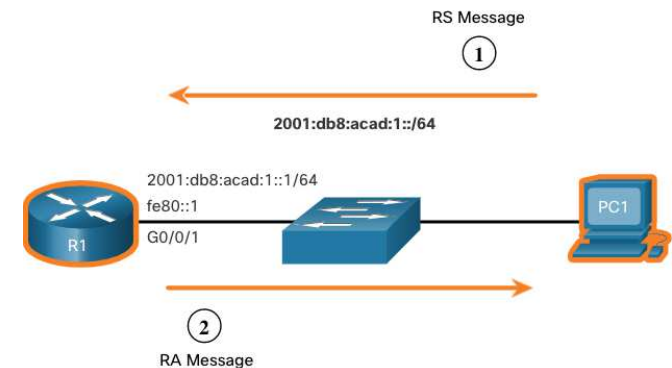 RS Message
1
2001:db8:acad:1::/64
2001:db8:acad:1::1/64
fe80::1
G0/0/1
R1
PC1
2
RA Message